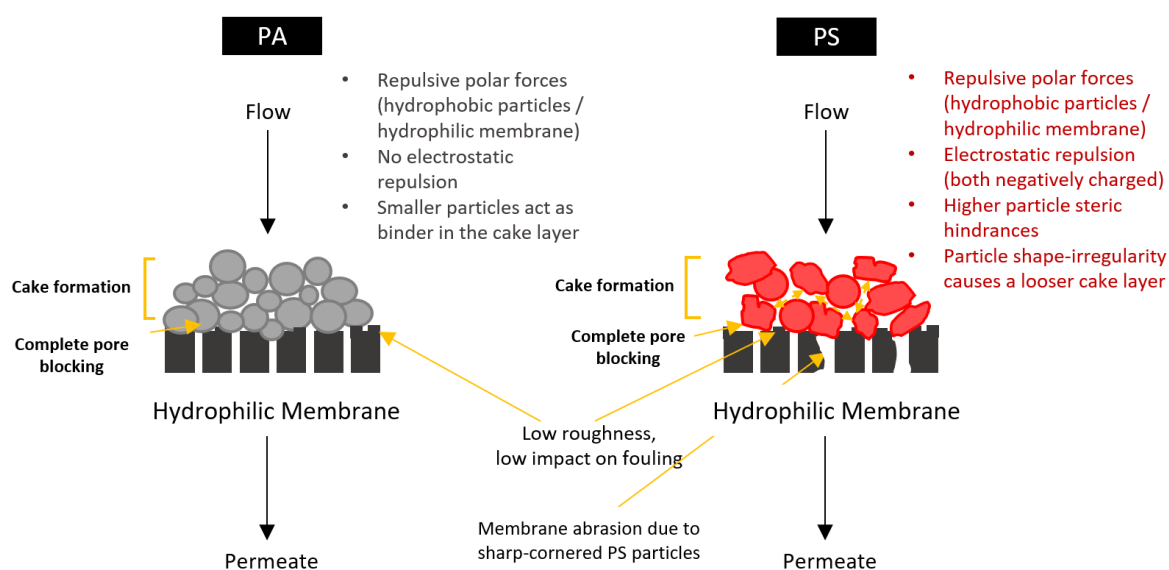 PA
Flow
• Repulsive polar forces
(hydrophobic particles /
hydrophilic membrane)
• No electrostatic
repulsion
• Smaller particles act as
binder in the cake layer
Cake formation
Complete pore
blocking
Hydrophilic Membrane
Permeate
PS
Flow
• Repulsive polar forces
(hydrophobic particles /
hydrophilic membrane)
• Electrostatic repulsion
(both negatively charged)
• Higher particle steric
hindrances
• Particle shape-irregularity
causes a looser cake layer
Cake formation
Complete pore
blocking
Hydrophilic Membrane
Low roughness,
low impact on fouling
Membrane abrasion due to
sharp-cornered PS particles
Permeate